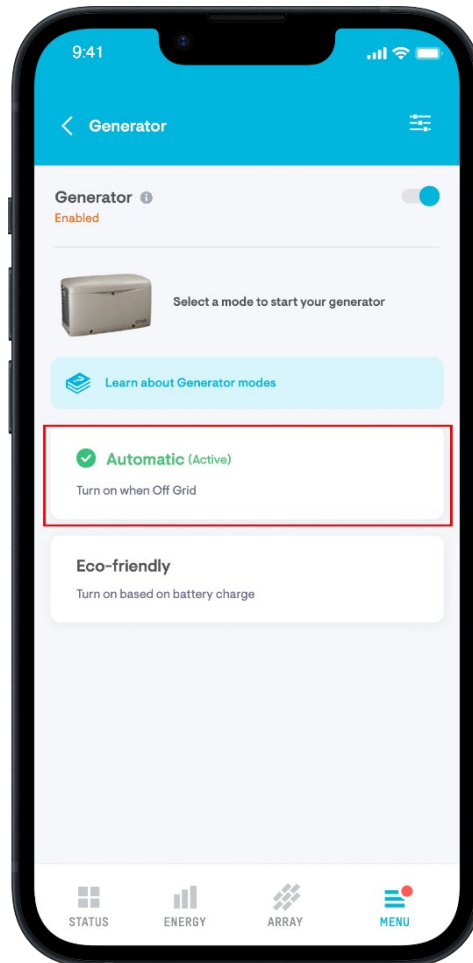 9:41
Generator
Generator
Enabled
Select a mode to start your generator
Learn about Generator modes
Automatic (Active)
Turn on when Off Grid
Eco-friendly
Turn on based on battery charge
STATUS ENERGY ARRAY MENU